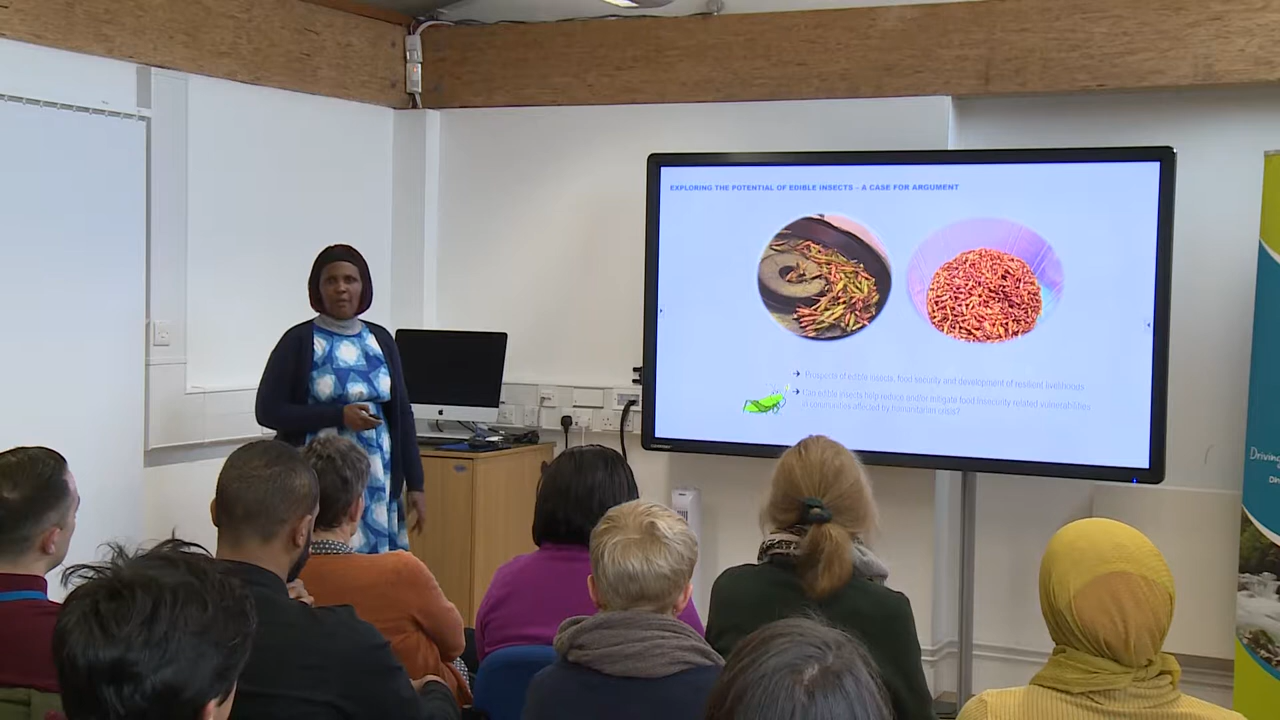 EXPLORING THE POTENTIAL OF EDIBLE INSECTS – A CASE FOR ARGUMENT
➔ Prospects of edible insects, food security and development of resilient livelihoods
➔ Can edible insects help reduce and/or mitigate food insecurity-related vulnerabilities
in communities affected by humanitarian crisis?
Driving